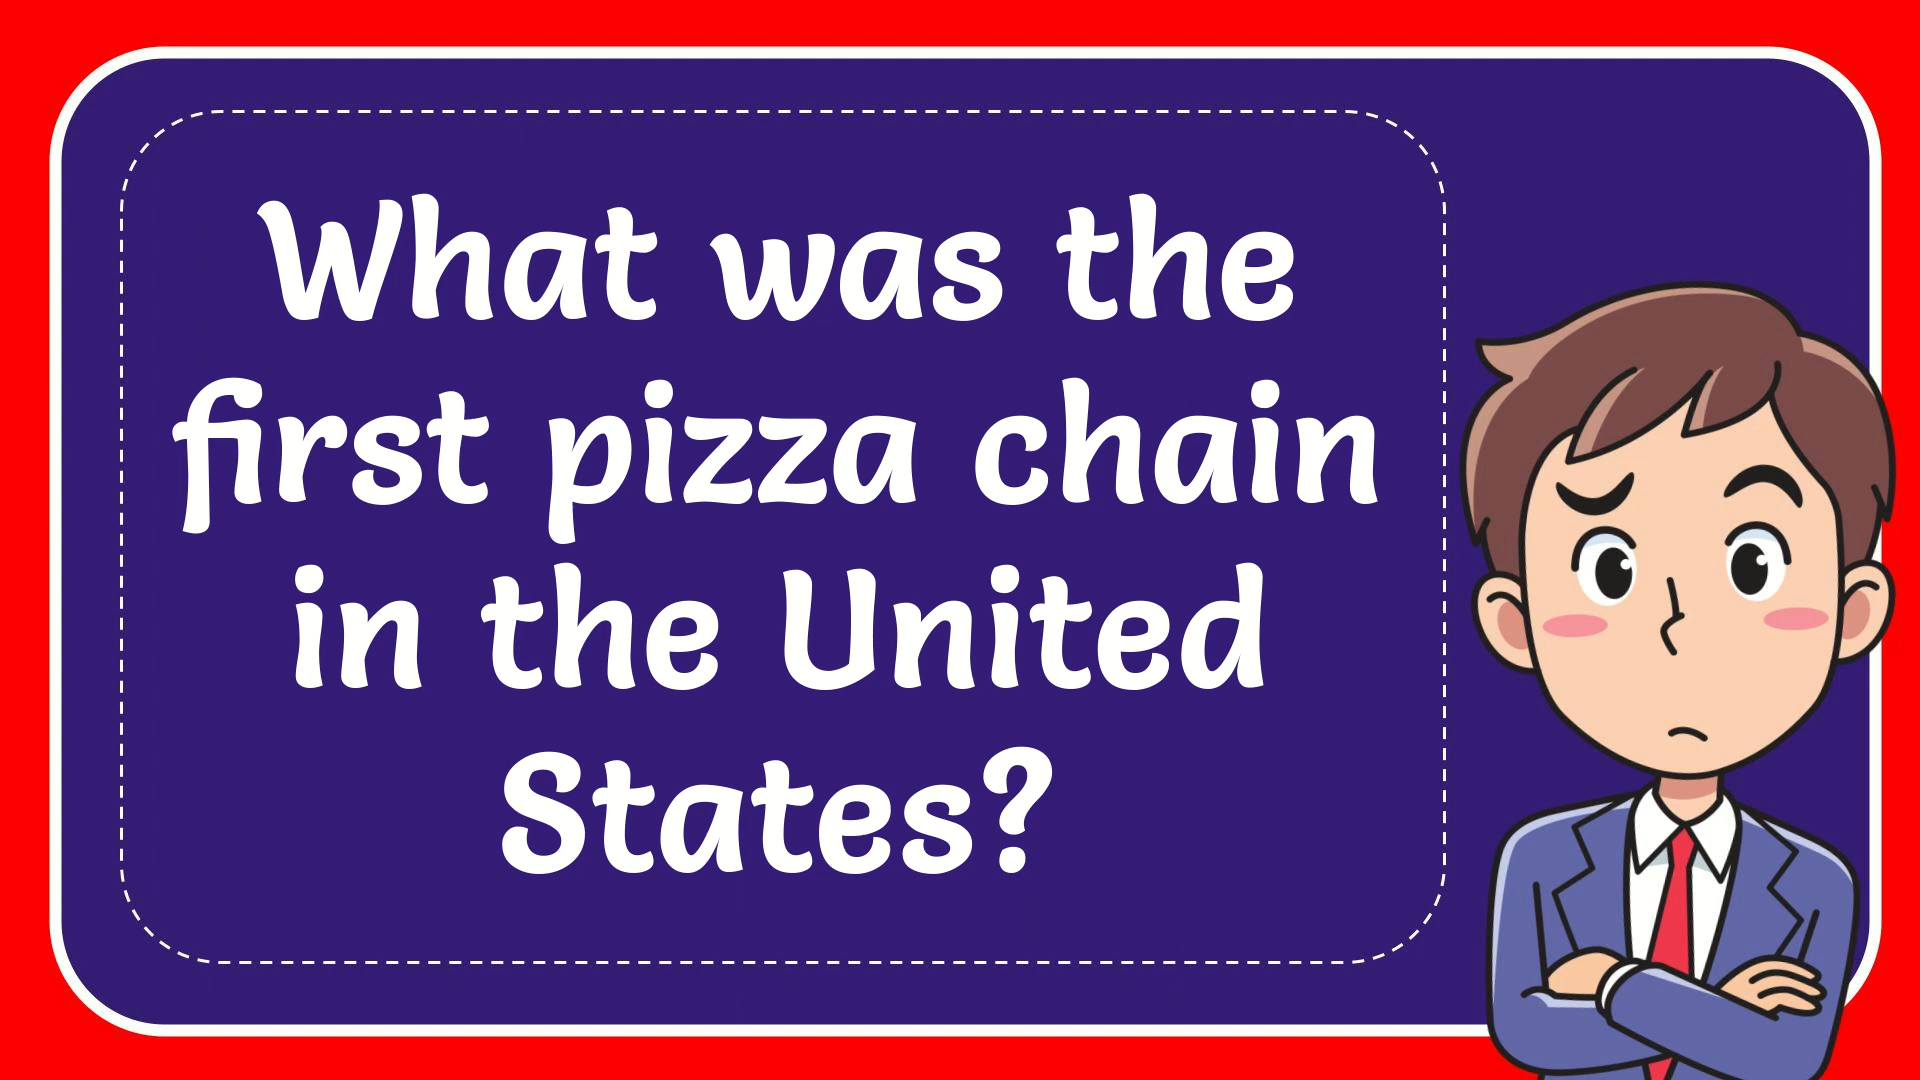 What was the
first pizza chain
in the United
States?